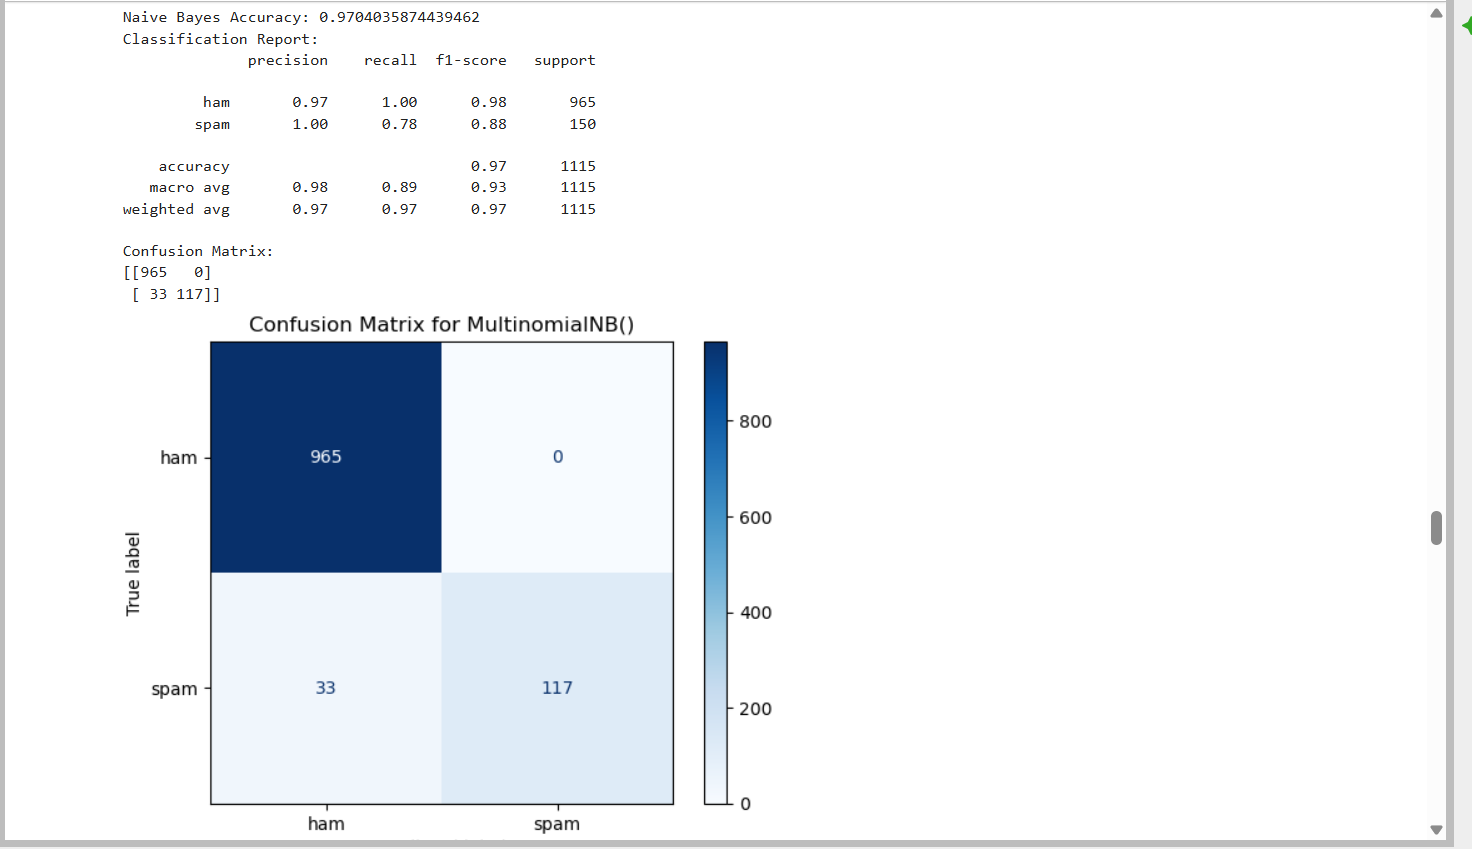 Naive Bayes Accuracy: 0.9704035874439462
Classification Report:
precision recall f1-score support
ham 0.97 1.00 0.98 965
spam 1.00 0.78 0.88 150
accuracy 0.97 1115
macro avg 0.98 0.89 0.93 1115
weighted avg 0.97 0.97 0.97 1115
Confusion Matrix:
[[965 0]
[ 33 117]]
Confusion Matrix for MultinomialNB()
800
ham 965 0
600
True label
400
spam 33 117
200
0
ham spam